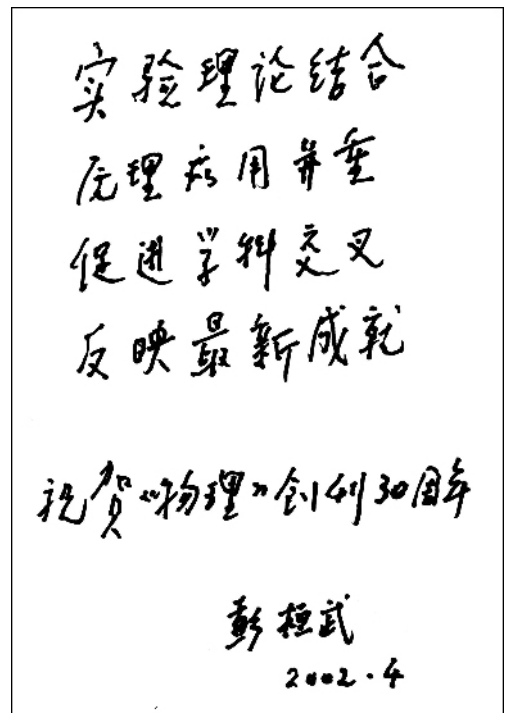 实验理论结合
原理应用并重
促进学科交叉
反映最新成就
祝贺《物理》创刊30周年
彭桓武
2002.4